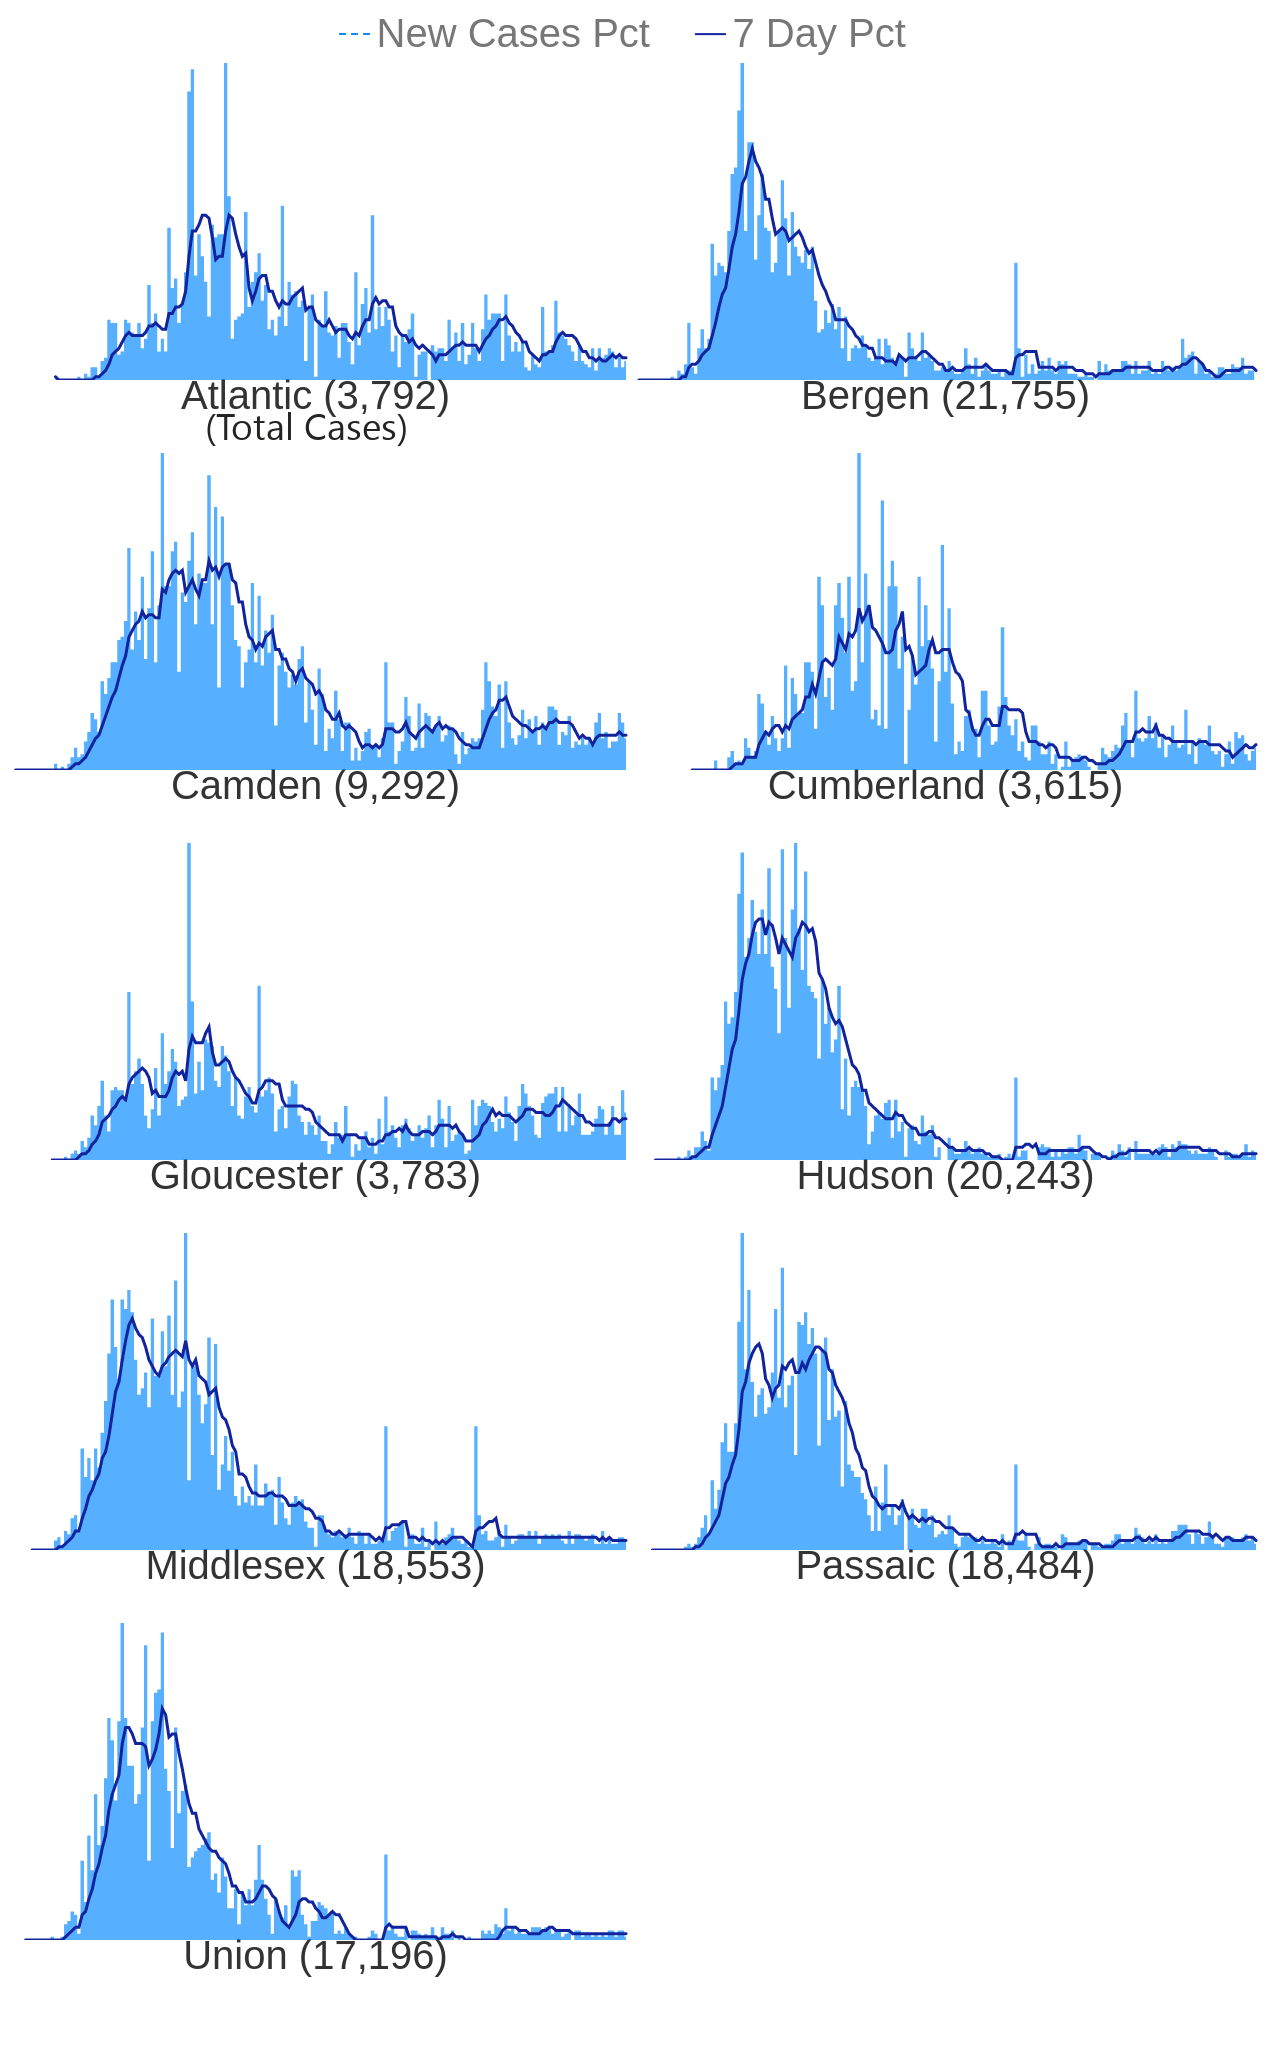 New Cases Pct 7 Day Pct
Atlantic (3,792) Bergen (21,755)
(Total Cases)
Camden (9,292) Cumberland (3,615)
Gloucester (3,783) Hudson (20,243)
Middlesex (18,553) Passaic (18,484)
Union (17,196)